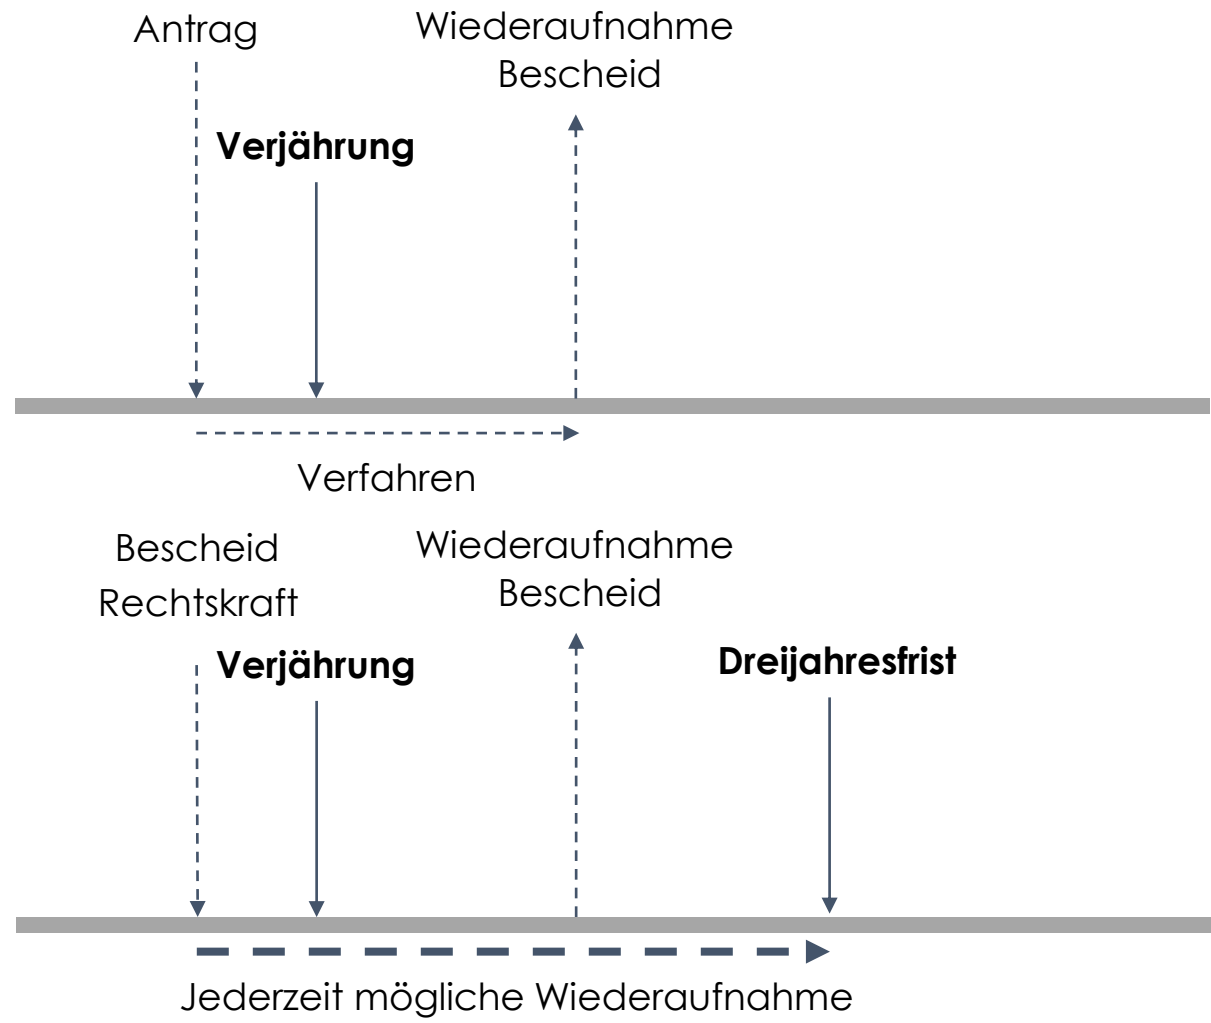 Antrag
Wiederaufnahme
Bescheid
Verjährung
Verfahren
Bescheid
Rechtskraft
Wiederaufnahme
Bescheid
Verjährung
Dreijahresfrist
Jederzeit mögliche Wiederaufnahme